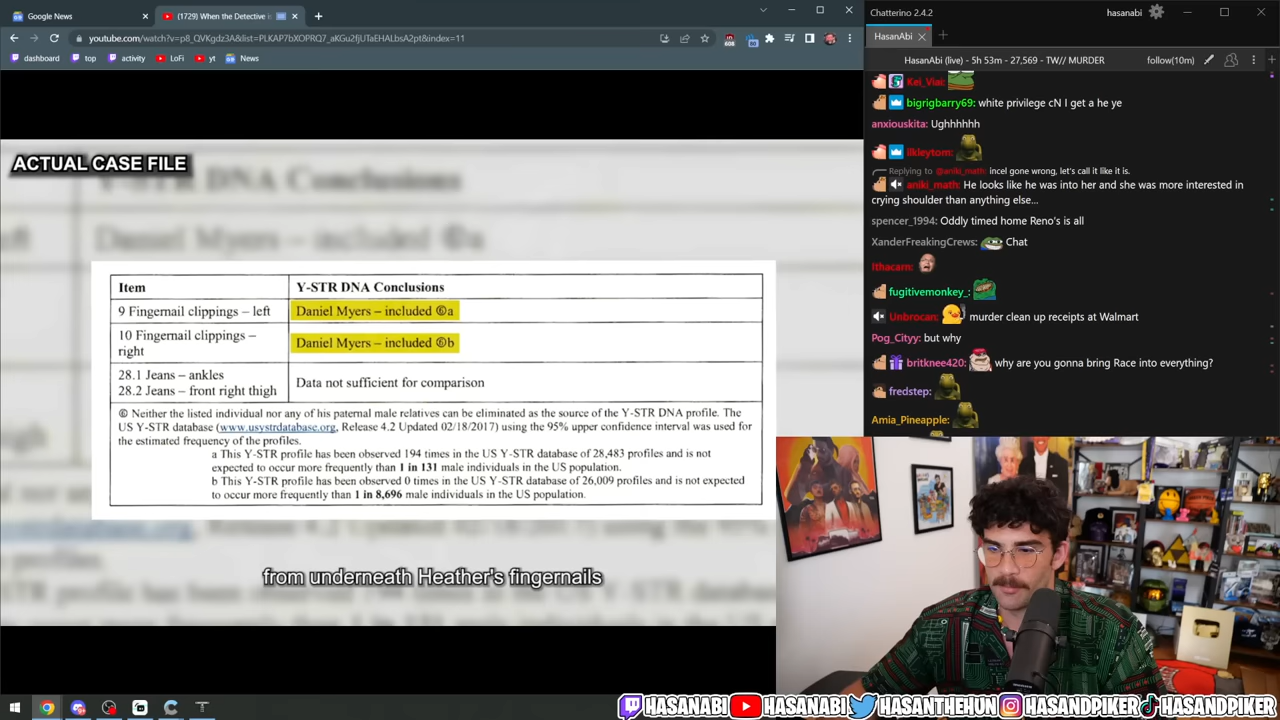 Google News
(1729) When the Detective i
youtube.com/watch?v=p8_QVKgdz3A&list=PLKAP7bXOPRQ7_aKGu2fjUTaEHALbsA2pt&index=11
608
80
dashboard
top
activity
LoFi
yt
News
ACTUAL CASE FILE
Item
Y-STR DNA Conclusions
9 Fingernail clippings – left
Daniel Myers – included ⑥a
10 Fingernail clippings –
right
Daniel Myers – included ⑥b
28.1 Jeans – ankles
28.2 Jeans – front right thigh
Data not sufficient for comparison
⑥ Neither the listed individual nor any of his paternal male relatives can be eliminated as the source of the Y-STR DNA profile. The
US Y-STR database (www.usystrdatabase.org, Release 4.2 Updated 02/18/2017) using the 95% upper confidence interval was used for
the estimated frequency of the profiles.
a This Y-STR profile has been observed 194 times in the US Y-STR database of 28,483 profiles and is not
expected to occur more frequently than 1 in 131 male individuals in the US population.
b This Y-STR profile has been observed 0 times in the US Y-STR database of 26,009 profiles and is not expected
to occur more frequently than 1 in 8,696 male individuals in the US population.
from underneath Heather's fingernails
Chatterino 2.4.2
hasanabi
HasanAbi
HasanAbi (live) - 5h 53m - 27,569 - TW// MURDER
follow(10m)
Kei_Viai:
bigrigbarry69: white privilege cN I get a he ye
anxiouskita: Ughhhhhh
lilkleytom:
Replying to @aniki_math: incel gone wrong, let's call it like it is.
aniki_math: He looks like he was into her and she was more interested in
crying shoulder than anything else...
spencer_1994: Oddly timed home Reno's is all
XanderFreakingCrews: Chat
Ithacarn:
fugitivemonkey_:
Unbrocan: murder clean up receipts at Walmart
Pog_Cityy: but why
britknee420: why are you gonna bring Race into everything?
fredstep:
Amia_Pineapple:
HASANABI
HASANABI
HASANTHEHUN
HASANDPIKER
HASANDPIKER